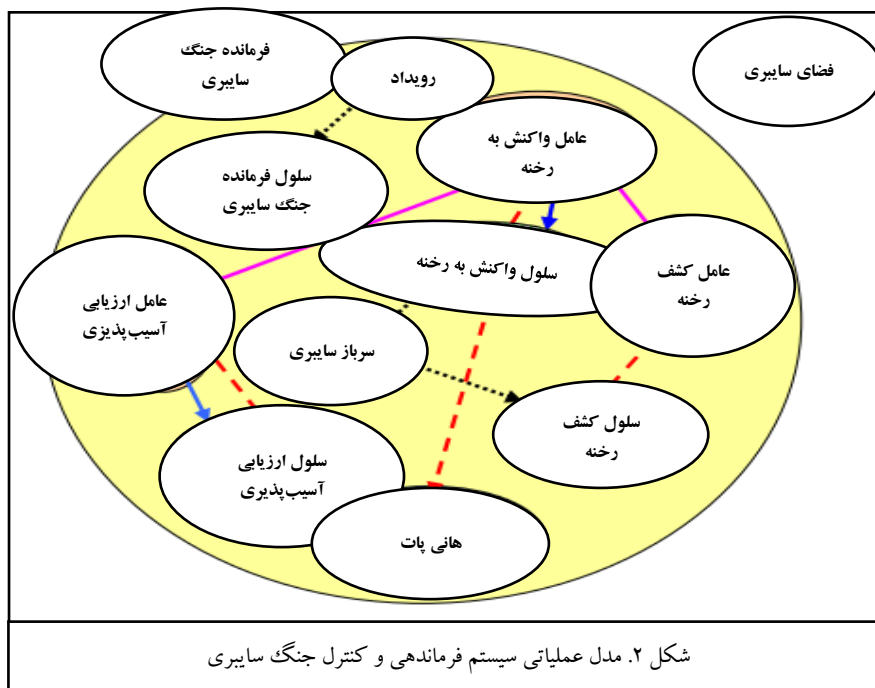 فرمانده جنگ
سایبری
رویداد
فضای سایبری
عامل واکنش به
رخنه
سلول فرمانده
جنگ سایبری
سلول واکنش به رخنه
عامل کشف
رخنه
عامل ارزیابی
آسیب‌پذیزی
سرباز سایبری
سلول کشف
رخنه
سلول ارزیابی
آسیب‌پذیری
هانی پات
شکل ۲. مدل عملیاتی سیستم فرماندهی و کنترل جنگ سایبری